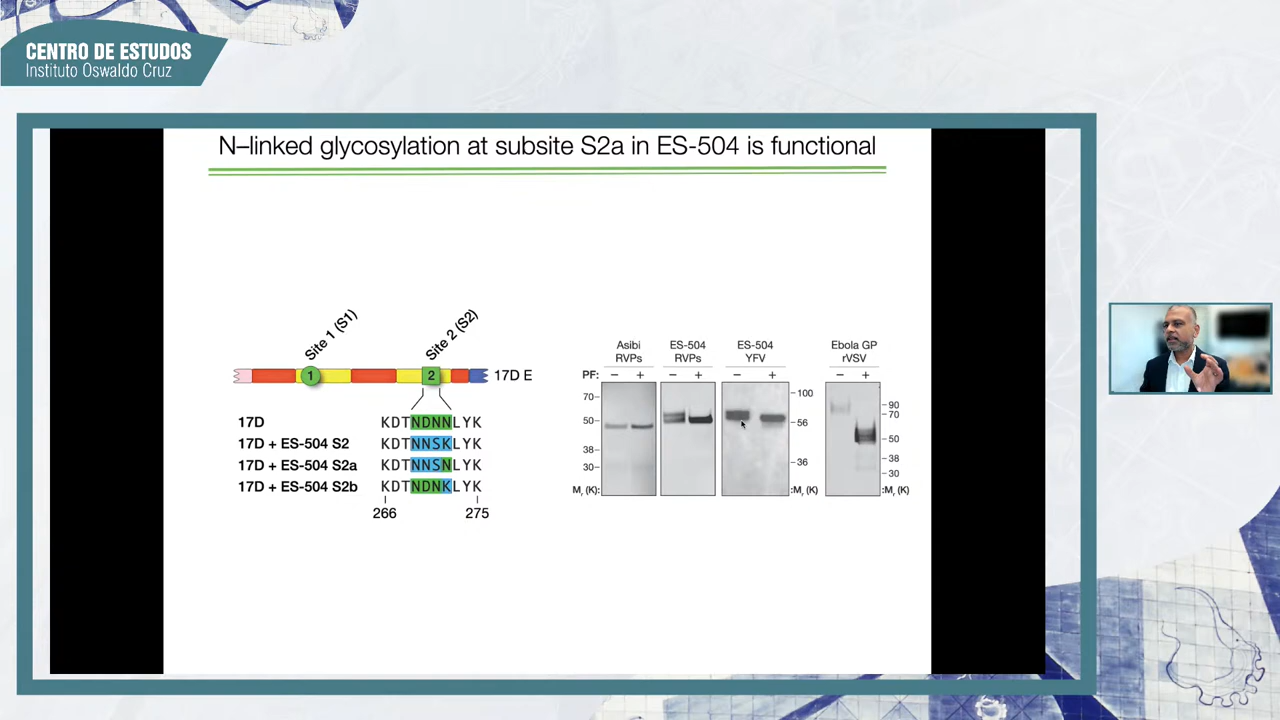 CENTRO DE ESTUDOS
Instituto Oswaldo Cruz
N–linked glycosylation at subsite S2a in ES-504 is functional
Site 1 (S1)
Site 2 (S2)
1
2
17D E
17D KDTNDNNLYK
17D + ES-504 S2 KDTNNSKLYK
17D + ES-504 S2a KDTNNSNLYK
17D + ES-504 S2b KDTNDNKLYK
266 275
Asibi RVPs
ES-504 RVPs
ES-504 YFV
Ebola GP rVSV
PF: – + – + – + – +
70–
50–
38–
30–
Mr (K):
–100
–56
–36
:Mr (K)
–90
–70
–50
–38
–30
:Mr (K)